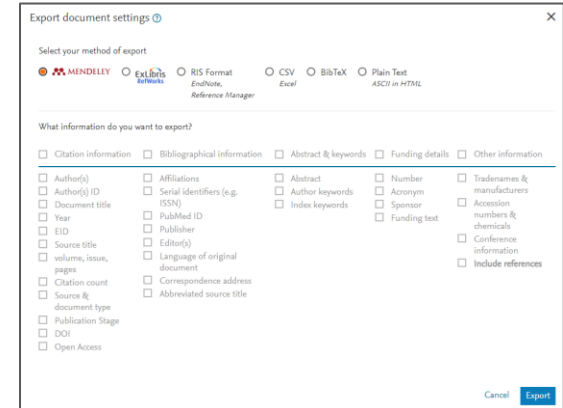 Export document settings
Select your method of export
MENDELEY
ExLibris
RefWorks
RIS Format
EndNote,
Reference Manager
CSV
Excel
BibTeX
Plain Text
ASCII in HTML
What information do you want to export?
Citation information
Bibliographical information
Abstract & keywords
Funding details
Other information
Author(s)
Author(s) ID
Document title
Year
EID
Source title
volume, issue,
pages
Citation count
Source &
document type
Publication Stage
DOI
Open Access
Affiliations
Serial identifiers (e.g.
ISSN)
PubMed ID
Publisher
Editor(s)
Language of original
document
Correspondence address
Abbreviated source title
Abstract
Author keywords
Index keywords
Number
Acronym
Sponsor
Funding text
Tradenames &
manufacturers
Accession
numbers &
chemicals
Conference
information
Include references
Cancel
Export